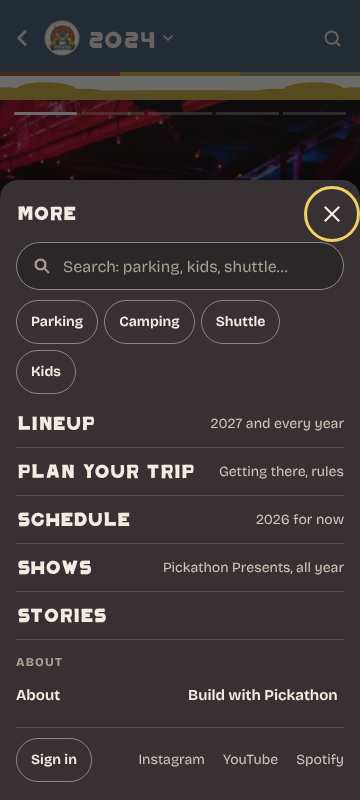 2024
MORE
Search: parking, kids, shuttle...
Parking Camping Shuttle
Kids
LINEUP 2027 and every year
PLAN YOUR TRIP Getting there, rules
SCHEDULE 2026 for now
SHOWS Pickathon Presents, all year
STORIES
ABOUT
About Build with Pickathon
Sign in Instagram YouTube Spotify